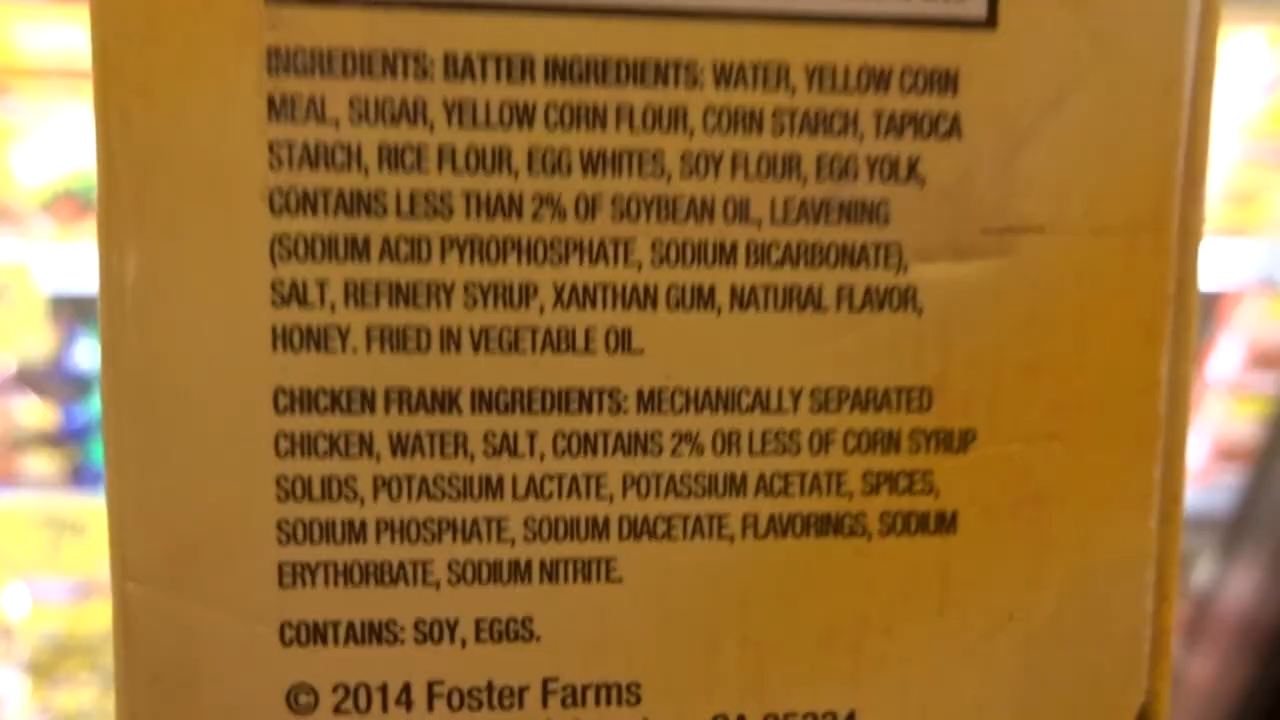 INGREDIENTS: BATTER INGREDIENTS: WATER, YELLOW CORN
MEAL, SUGAR, YELLOW CORN FLOUR, CORN STARCH, TAPIOCA
STARCH, RICE FLOUR, EGG WHITES, SOY FLOUR, EGG YOLK,
CONTAINS LESS THAN 2% OF SOYBEAN OIL, LEAVENING
(SODIUM ACID PYROPHOSPHATE, SODIUM BICARBONATE),
SALT, REFINERY SYRUP, XANTHAN GUM, NATURAL FLAVOR,
HONEY. FRIED IN VEGETABLE OIL.
CHICKEN FRANK INGREDIENTS: MECHANICALLY SEPARATED
CHICKEN, WATER, SALT, CONTAINS 2% OR LESS OF CORN SYRUP
SOLIDS, POTASSIUM LACTATE, POTASSIUM ACETATE, SPICES,
SODIUM PHOSPHATE, SODIUM DIACETATE, FLAVORINGS, SODIUM
ERYTHORBATE, SODIUM NITRITE.
CONTAINS: SOY, EGGS.
© 2014 Foster Farms